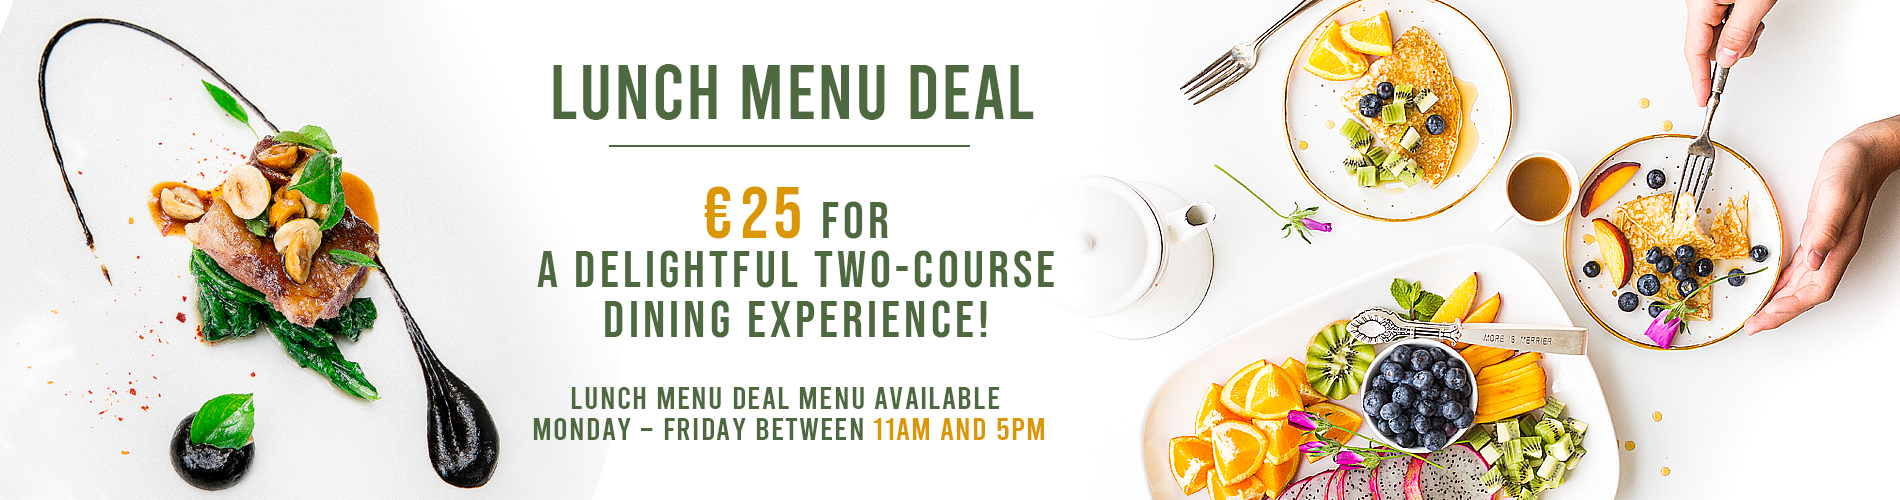 LUNCH MENU DEAL
€25 FOR
A DELIGHTFUL TWO-COURSE
DINING EXPERIENCE!
LUNCH MENU DEAL MENU AVAILABLE
MONDAY – FRIDAY BETWEEN 11AM AND 5PM
MORE IS MERRIER